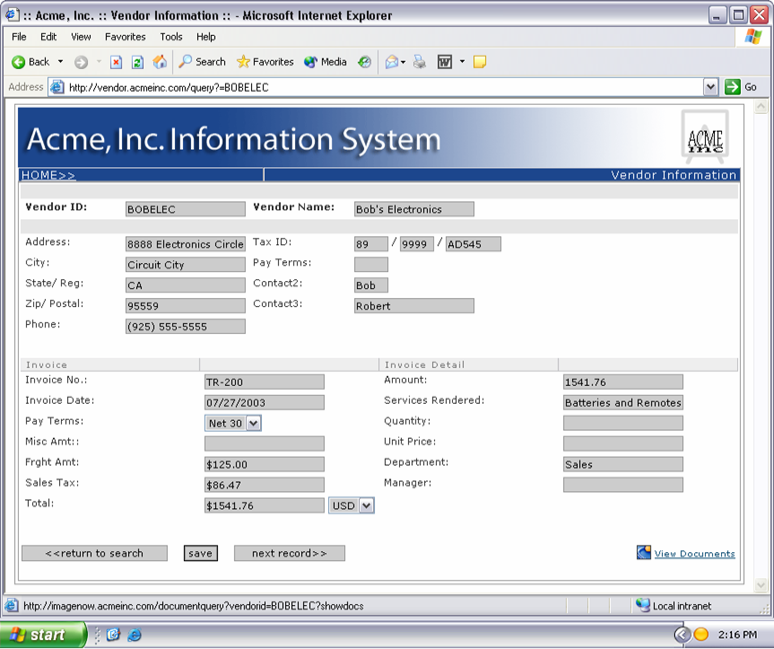 :: Acme, Inc. :: Vendor Information :: - Microsoft Internet Explorer
File Edit View Favorites Tools Help
Back Search Favorites Media
Address http://vendor.acmeinc.com/query?=BOBELEC Go
Acme, Inc. Information System ACME Inc
HOME>> Vendor Information
Vendor ID: BOBELEC Vendor Name: Bob's Electronics
Address: 8888 Electronics Circle Tax ID: 89 / 9999 / AD545
City: Circuit City Pay Terms:
State/ Reg: CA Contact2: Bob
Zip/ Postal: 95559 Contact3: Robert
Phone: (925) 555-5555
Invoice Invoice Detail
Invoice No.: TR-200 Amount: 1541.76
Invoice Date: 07/27/2003 Services Rendered: Batteries and Remotes
Pay Terms: Net 30 Quantity:
Misc Amt:: Unit Price:
Frght Amt: $125.00 Department: Sales
Sales Tax: $86.47 Manager:
Total: $1541.76 USD
<<return to search save next record>> View Documents
http://imagenow.acmeinc.com/documentquery?vendorid=BOBELEC?showdocs Local intranet
start 2:16 PM